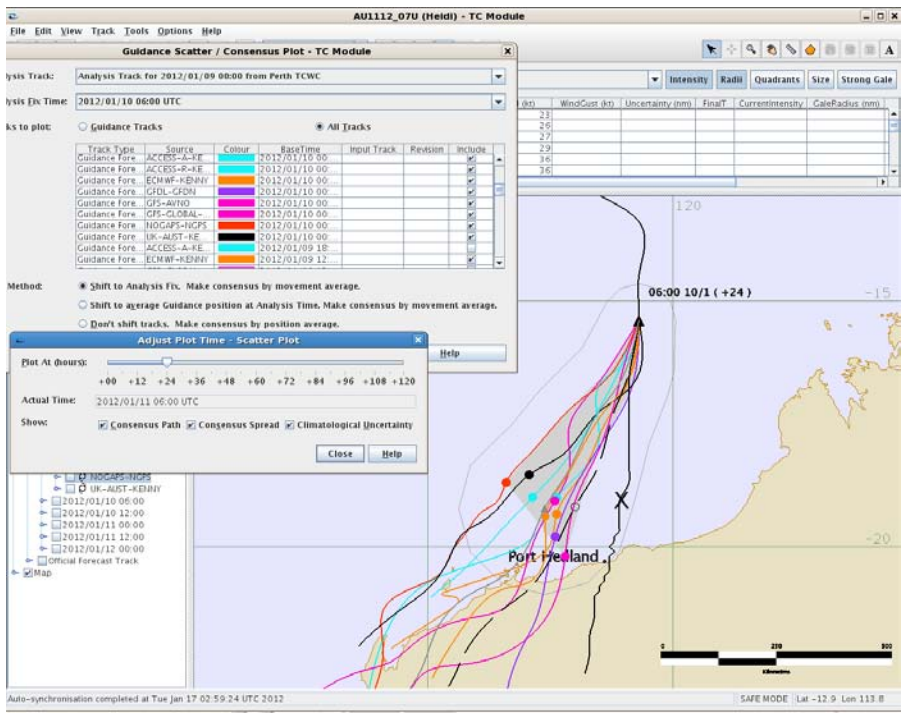 AU1112_07U (Heidi) - TC Module
File Edit View Track Tools Options Help
Guidance Scatter / Consensus Plot - TC Module
ysis Track: Analysis Track for 2012/01/09 00:00 from Perth TCWC
ysis Fix Time: 2012/01/10 06:00 UTC
ks to plot: Guidance Tracks All Tracks
Track Type Source Colour BaseTime Input Track Revision Include
Guidance Fore... ACCESS-A-KE... 2012/01/10 00:...
Guidance Fore... ACCESS-R-KE... 2012/01/10 00:...
Guidance Fore... ECMWF-KENNY 2012/01/10 00:...
Guidance Fore... GFDL-GFDN 2012/01/10 00:...
Guidance Fore... GFS-AVNO 2012/01/10 00:...
Guidance Fore... GFS-GLOBAL-... 2012/01/10 00:...
Guidance Fore... NOGAPS-NGPS 2012/01/10 00:...
Guidance Fore... UK-AUST-KE... 2012/01/10 00:...
Guidance Fore... ACCESS-A-KE... 2012/01/09 18:...
Guidance Fore... ECMWF-KENNY 2012/01/09 12:...
Method: Shift to Analysis Fix. Make consensus by movement average.
Shift to average Guidance position at Analysis Time. Make consensus by movement average.
Don't shift tracks. Make consensus by position average.
Help
A
Intensity Radii Quadrants Size Strong Gale
(kt) WindGust (kt) Uncertainty (nm) FinalT CurrentIntensity GaleRadius (nm)
23
26
27
29
36
36
Adjust Plot Time - Scatter Plot
Plot At (hours):
+00 +12 +24 +36 +48 +60 +72 +84 +96 +108 +120
Actual Time: 2012/01/11 06:00 UTC
Show: Consensus Path Consensus Spread Climatological Uncertainty
Close Help
NOGAPS-NGPS
UK-AUST-KENNY
2012/01/10 06:00
2012/01/10 12:00
2012/01/11 00:00
2012/01/11 12:00
2012/01/12 00:00
Official Forecast Track
Map
120
06:00 10/1 ( +24 )
-15
X
-20
Port Hedland
Kilometres
Auto-synchronisation completed at Tue Jan 17 02:59:24 UTC 2012
SAFE MODE Lat -12.9 Lon 113.8